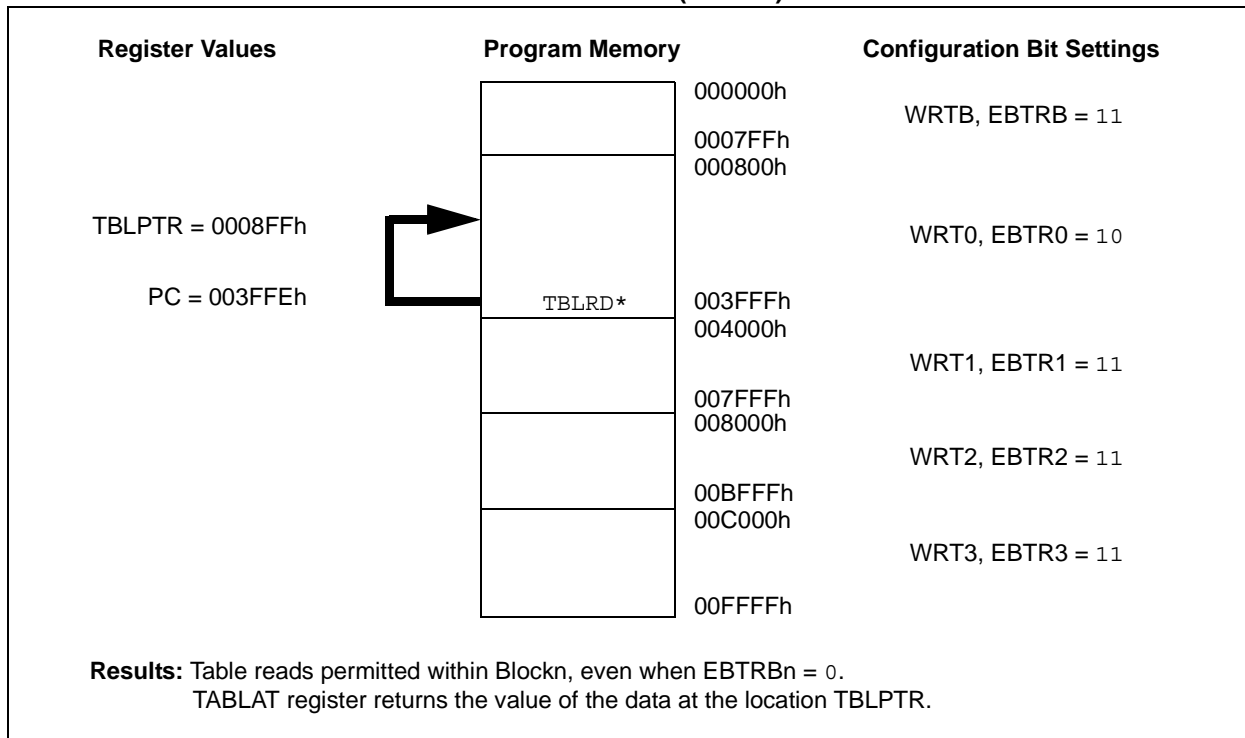 Register Values Program Memory Configuration Bit Settings
000000h
WRTB, EBTRB = 11
0007FFh
000800h
TBLPTR = 0008FFh
WRT0, EBTR0 = 10
PC = 003FFEh
TBLRD* 003FFFh
004000h
WRT1, EBTR1 = 11
007FFFh
008000h
WRT2, EBTR2 = 11
00BFFFh
00C000h
WRT3, EBTR3 = 11
00FFFFh
Results: Table reads permitted within Blockn, even when EBTRBn = 0.
TABLAT register returns the value of the data at the location TBLPTR.